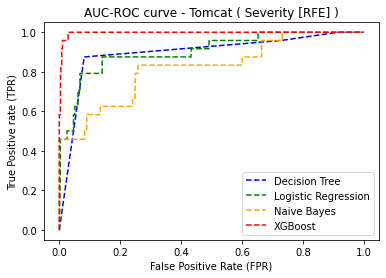 AUC-ROC curve - Tomcat ( Severity [RFE] )
True Positive rate (TPR)
1.0
0.8
0.6
0.4
0.2
0.0
Decision Tree
Logistic Regression
Naive Bayes
XGBoost
0.0 0.2 0.4 0.6 0.8 1.0
False Positive Rate (FPR)